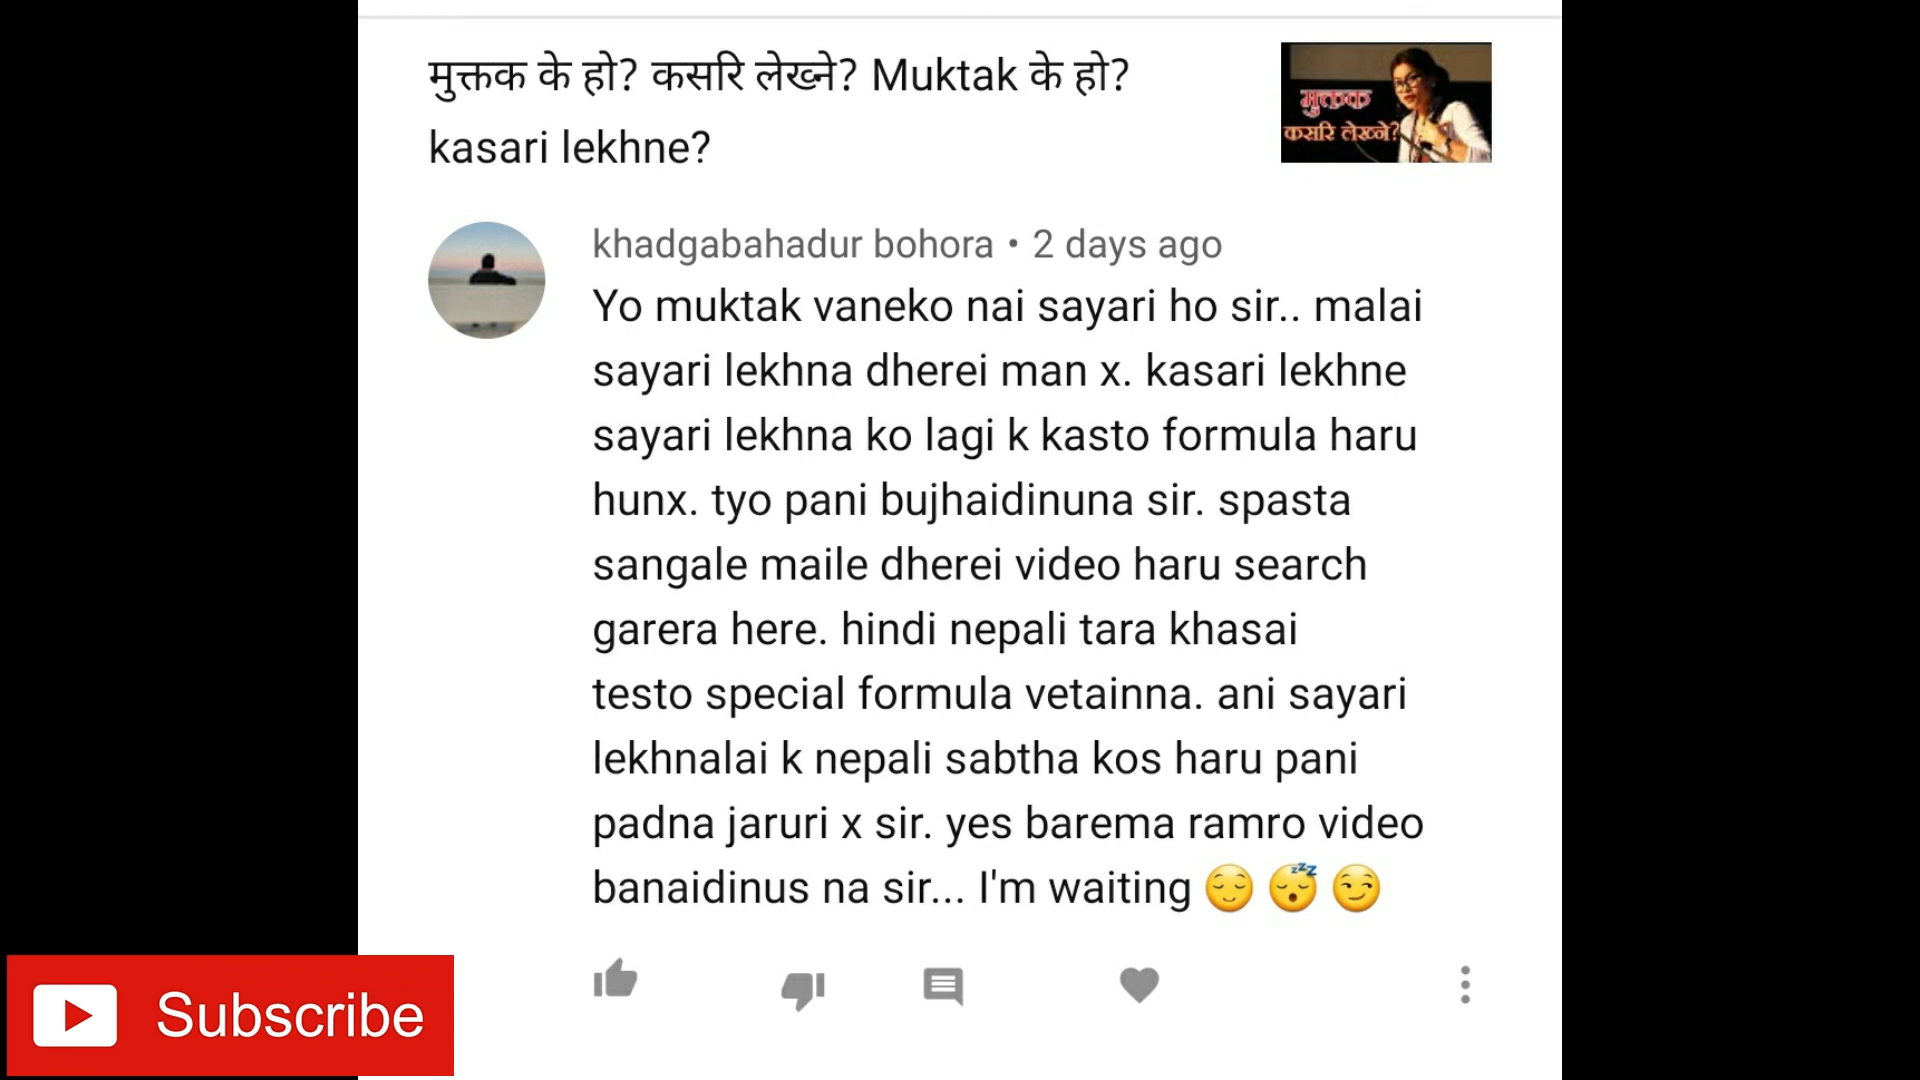 मुक्तक के हो? कसरि लेख्ने? Muktak के हो?
kasari lekhne?
मुक्तक
कसरि लेख्ने?
khadgabahadur bohora • 2 days ago
Yo muktak vaneko nai sayari ho sir.. malai
sayari lekhna dherei man x. kasari lekhne
sayari lekhna ko lagi k kasto formula haru
hunx. tyo pani bujhaidinuna sir. spasta
sangale maile dherei video haru search
garera here. hindi nepali tara khasai
testo special formula vetainna. ani sayari
lekhnalai k nepali sabtha kos haru pani
padna jaruri x sir. yes barema ramro video
banaidinus na sir... I'm waiting 😌 😴 😏
Subscribe